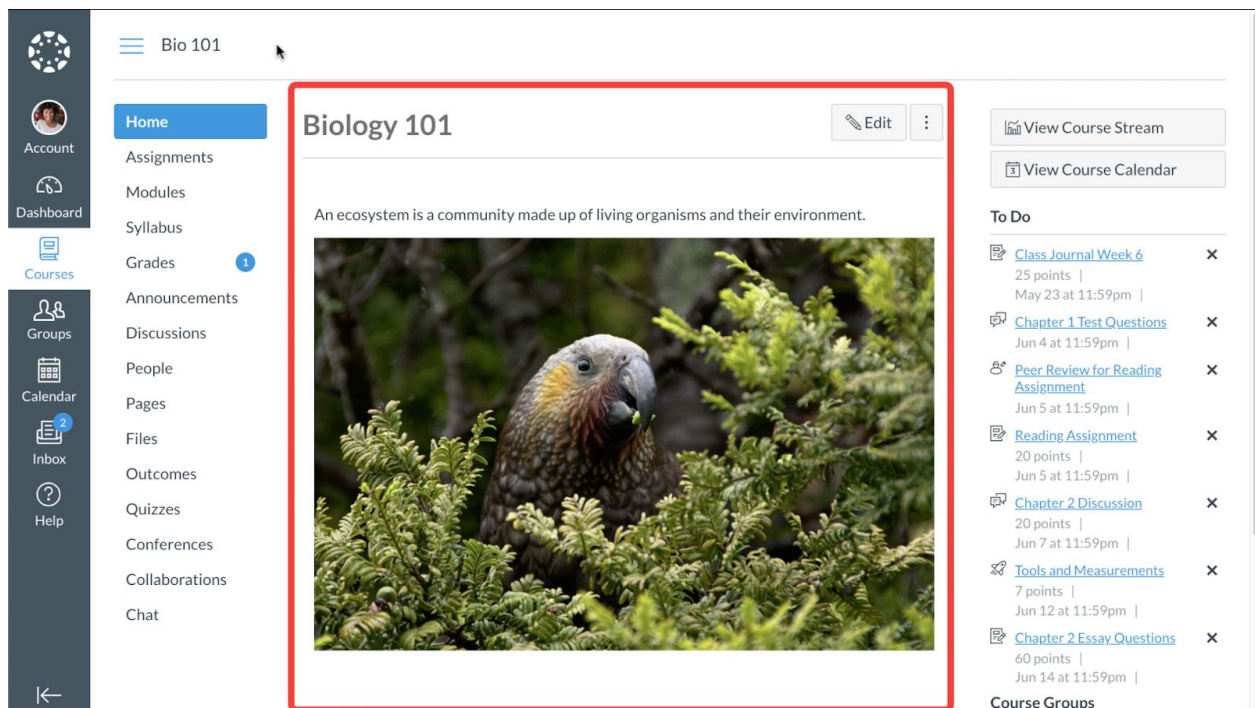 Bio 101
Account
Dashboard
Courses
Groups
Calendar
2
Inbox
Help
Home
Assignments
Modules
Syllabus
Grades 1
Announcements
Discussions
People
Pages
Files
Outcomes
Quizzes
Conferences
Collaborations
Chat
Biology 101
Edit
An ecosystem is a community made up of living organisms and their environment.
View Course Stream
3 View Course Calendar
To Do
Class Journal Week 6
25 points |
May 23 at 11:59pm |
Chapter 1 Test Questions
Jun 4 at 11:59pm |
Peer Review for Reading
Assignment
Jun 5 at 11:59pm |
Reading Assignment
20 points |
Jun 5 at 11:59pm |
Chapter 2 Discussion
20 points |
Jun 7 at 11:59pm |
Tools and Measurements
7 points |
Jun 12 at 11:59pm |
Chapter 2 Essay Questions
60 points |
Jun 14 at 11:59pm |
Course Groups